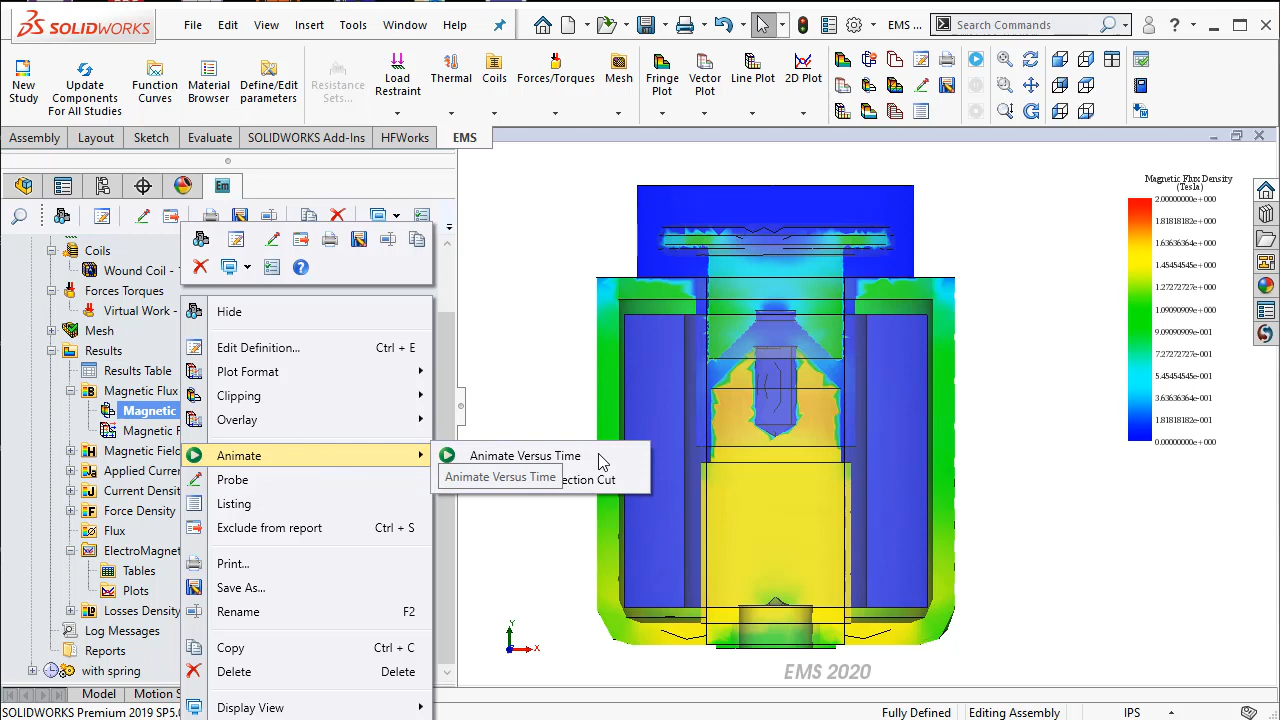 SOLIDWORKS
File Edit View Insert Tools Window Help
EMS ...
Search Commands
New Study
Update Components For All Studies
Function Curves
Material Browser
Define/Edit parameters
Resistance Sets...
Load Restraint
Thermal
Coils
Forces/Torques
Mesh
Fringe Plot
Vector Plot
Line Plot
2D Plot
Assembly Layout Sketch Evaluate SOLIDWORKS Add-Ins HFWorks EMS
Em
Coils
Wound Coil -
Forces Torques
Virtual Work -
Mesh
Results
Results Table
Magnetic Flux
Magnetic
Magnetic F
Magnetic Field
Applied Current
Current Density
Force Density
Flux
ElectroMagnet
Tables
Plots
Losses Density
Log Messages
Reports
with spring
Hide
Edit Definition... Ctrl + E
Plot Format
Clipping
Overlay
Animate
Probe
Listing
Exclude from report Ctrl + S
Print...
Save As...
Rename F2
Copy Ctrl + C
Delete Delete
Display View
Animate Versus Time
ection Cut
Animate Versus Time
Magnetic Flux Density
(Tesla)
2.00000000e+000
1.81818182e+000
1.63636364e+000
1.45454545e+000
1.27272727e+000
1.09090909e+000
9.09090909e-001
7.27272727e-001
5.45454545e-001
3.63636364e-001
1.81818182e-001
0.00000000e+000
Y
X
EMS 2020
Model Motion S
SOLIDWORKS Premium 2019 SP5.0
Fully Defined Editing Assembly IPS